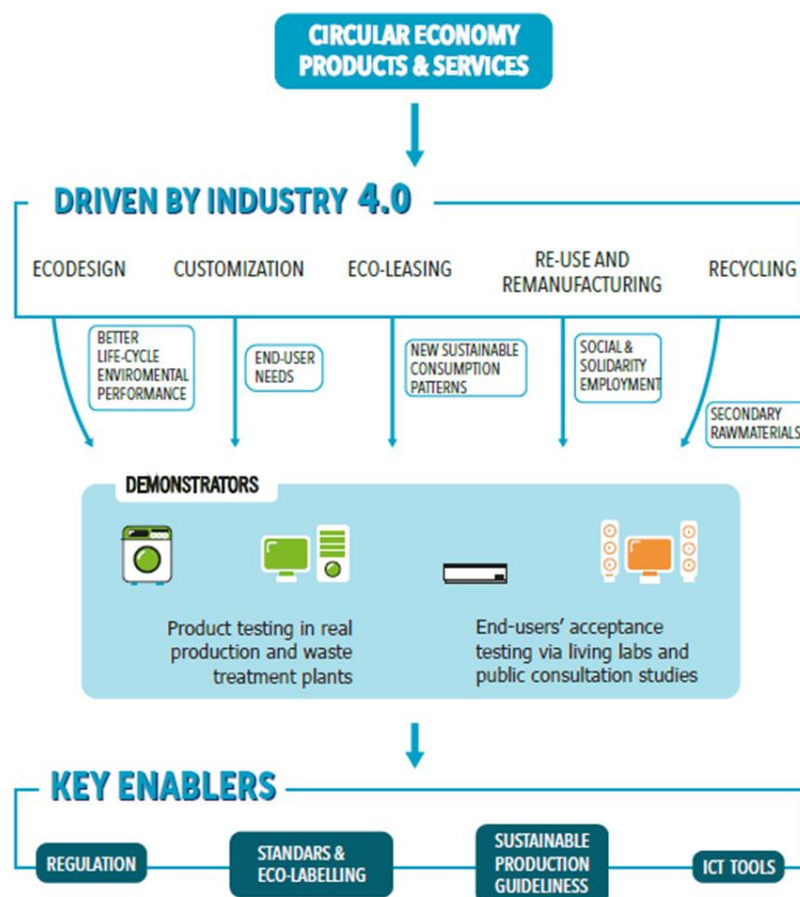 CIRCULAR ECONOMY
PRODUCTS & SERVICES
DRIVEN BY INDUSTRY 4.0
ECODESIGN
CUSTOMIZATION
ECO-LEASING
RE-USE AND
REMANUFACTURING
RECYCLING
BETTER
LIFE-CYCLE
ENVIROMENTAL
PERFORMANCE
END-USER
NEEDS
NEW SUSTAINABLE
CONSUMPTION
PATTERNS
SOCIAL &
SOLIDARITY
EMPLOYMENT
SECONDARY
RAWMATERIALS
DEMONSTRATORS
Product testing in real
production and waste
treatment plants
End-users’ acceptance
testing via living labs and
public consultation studies
KEY ENABLERS
REGULATION
STANDARS &
ECO-LABELLING
SUSTAINABLE
PRODUCTION
GUIDELINESS
ICT TOOLS